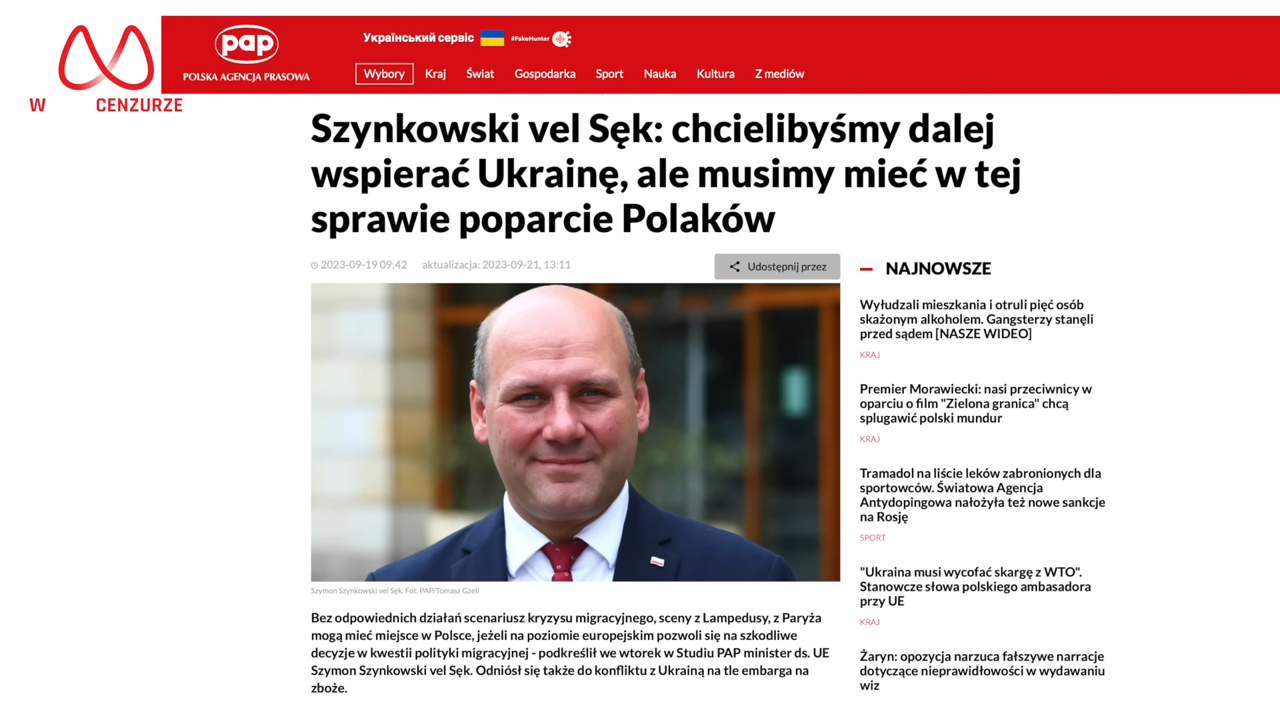 W CENZURZE
pap
POLSKA AGENCJA PRASOWA
Український сервіс #FakeHunter
Wybory Kraj Świat Gospodarka Sport Nauka Kultura Z mediów
Szynkowski vel Sęk: chcielibyśmy dalej
wspierać Ukrainę, ale musimy mieć w tej
sprawie poparcie Polaków
2023-09-19 09:42 aktualizacja: 2023-09-21, 13:11
Udostępnij przez
Szymon Szynkowski vel Sęk. Fot. PAP/Tomasz Gzell
Bez odpowiednich działań scenariusz kryzysu migracyjnego, sceny z Lampedusy, z Paryża
mogą mieć miejsce w Polsce, jeżeli na poziomie europejskim pozwoli się na szkodliwe
decyzje w kwestii polityki migracyjnej - podkreślił we wtorek w Studiu PAP minister ds. UE
Szymon Szynkowski vel Sęk. Odniósł się także do konfliktu z Ukrainą na tle embarga na
zboże.
NAJNOWSZE
Wyłudzali mieszkania i otruli pięć osób
skażonym alkoholem. Gangsterzy stanęli
przed sądem [NASZE WIDEO]
KRAJ
Premier Morawiecki: nasi przeciwnicy w
oparciu o film "Zielona granica" chcą
splugawić polski mundur
KRAJ
Tramadol na liście leków zabronionych dla
sportowców. Światowa Agencja
Antydopingowa nałożyła też nowe sankcje
na Rosję
SPORT
"Ukraina musi wycofać skargę z WTO".
Stanowcze słowa polskiego ambasadora
przy UE
KRAJ
Żaryn: opozycja narzuca fałszywe narracje
dotyczące nieprawidłowości w wydawaniu
wiz